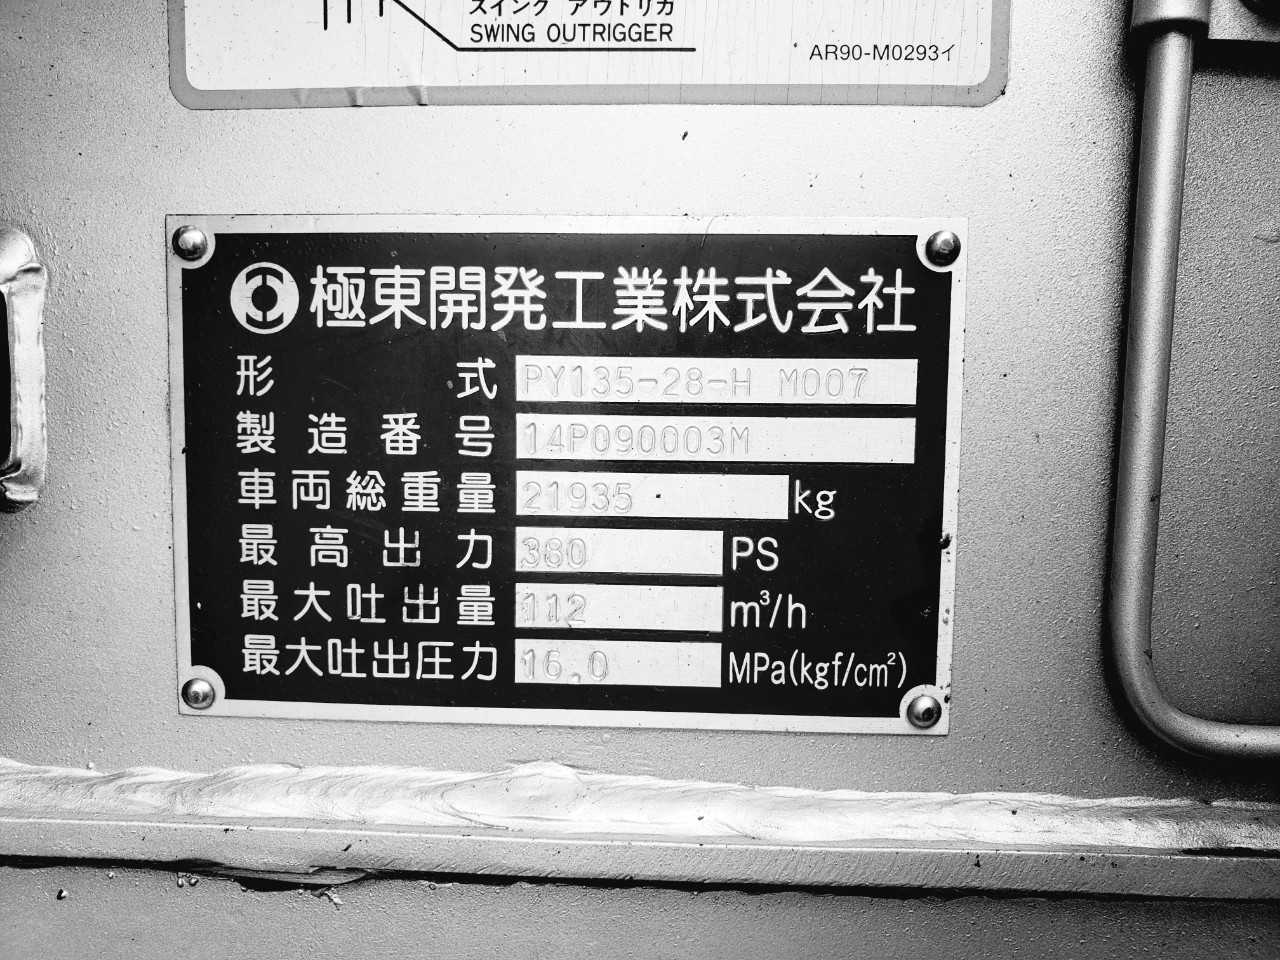 スイング アウトリガ
SWING OUTRIGGER
AR90-M0293イ
極東開発工業株式会社
形式 PY135-28-H M007
製造番号 14P090003M
車両総重量 21935 kg
最高出力 380 PS
最大吐出量 112 m³/h
最大吐出圧力 16.0 MPa(kgf/cm²)